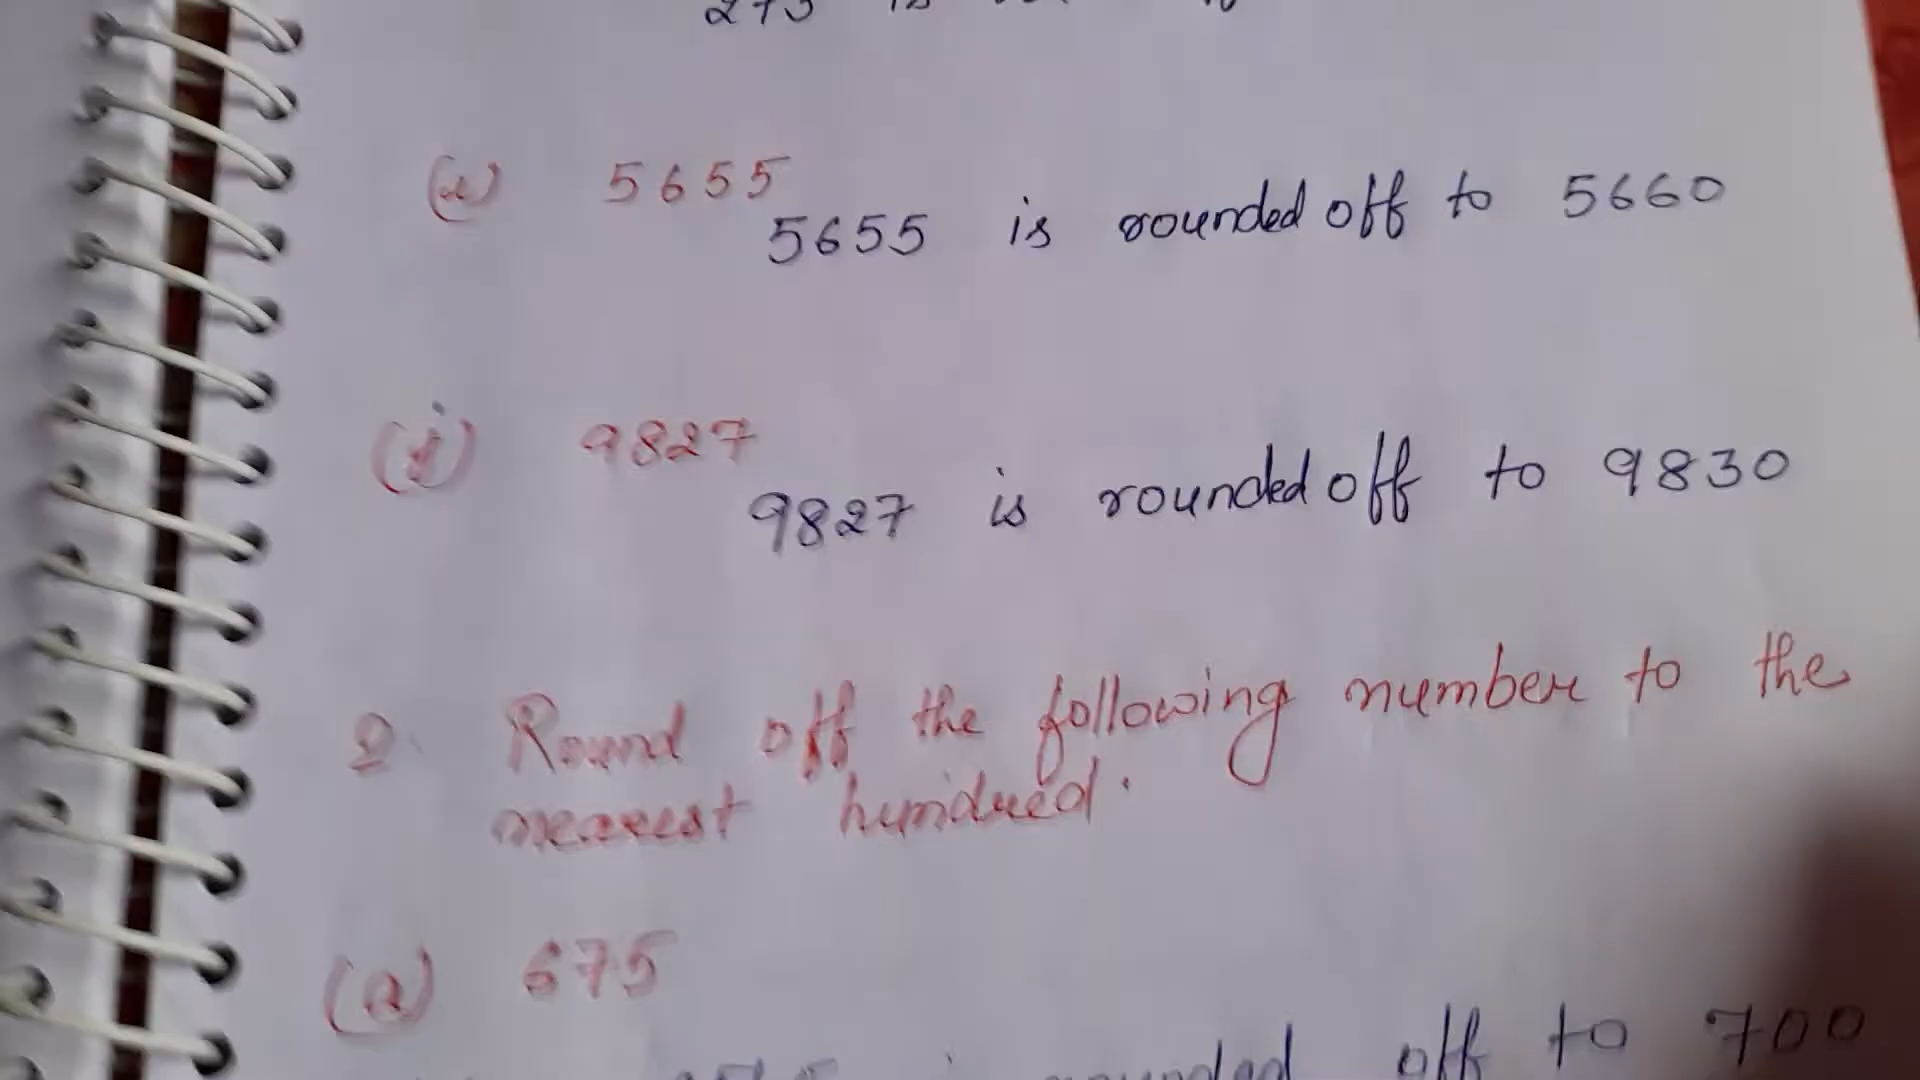 (e) 5655
5655 is rounded off to 5660
(f) 9827
9827 is rounded off to 9830
2. Round off the following number to the
nearest hundred.
(a) 675
rounded off to 700